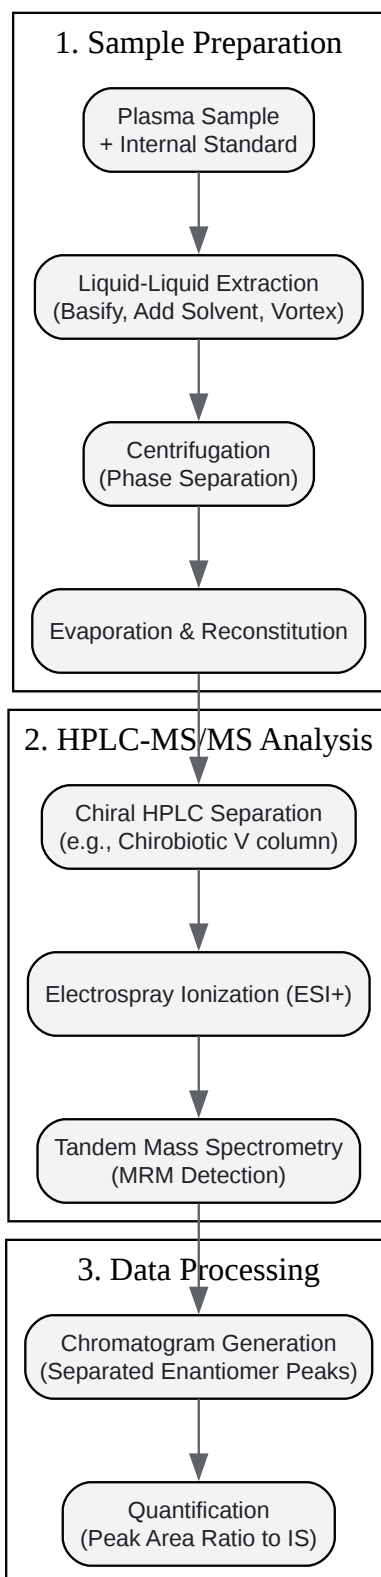 1. Sample Preparation
Plasma Sample
+ Internal Standard
Liquid-Liquid Extraction
(Basify, Add Solvent, Vortex)
Centrifugation
(Phase Separation)
Evaporation & Reconstitution
2. HPLC-MS/MS Analysis
Chiral HPLC Separation
(e.g., Chirobiotic V column)
Electrospray Ionization (ESI+)
Tandem Mass Spectrometry
(MRM Detection)
3. Data Processing
Chromatogram Generation
(Separated Enantiomer Peaks)
Quantification
(Peak Area Ratio to IS)